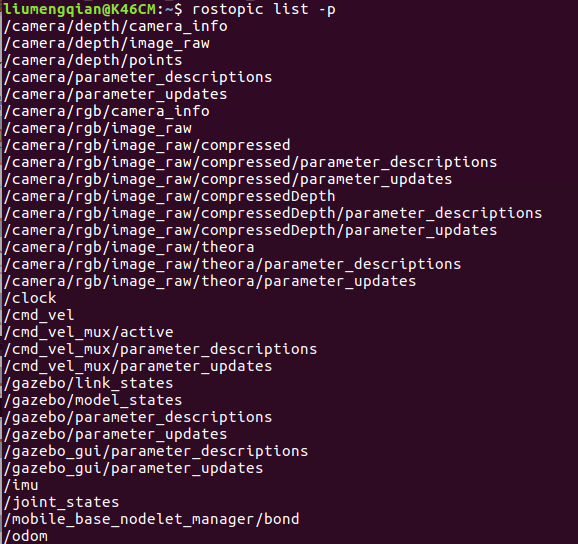 liumengqian@K46CM:~$ rostopic list -p
/camera/depth/camera_info
/camera/depth/image_raw
/camera/depth/points
/camera/parameter_descriptions
/camera/parameter_updates
/camera/rgb/camera_info
/camera/rgb/image_raw
/camera/rgb/image_raw/compressed
/camera/rgb/image_raw/compressed/parameter_descriptions
/camera/rgb/image_raw/compressed/parameter_updates
/camera/rgb/image_raw/compressedDepth
/camera/rgb/image_raw/compressedDepth/parameter_descriptions
/camera/rgb/image_raw/compressedDepth/parameter_updates
/camera/rgb/image_raw/theora
/camera/rgb/image_raw/theora/parameter_descriptions
/camera/rgb/image_raw/theora/parameter_updates
/clock
/cmd_vel
/cmd_vel_mux/active
/cmd_vel_mux/parameter_descriptions
/cmd_vel_mux/parameter_updates
/gazebo/link_states
/gazebo/model_states
/gazebo/parameter_descriptions
/gazebo/parameter_updates
/gazebo_gui/parameter_descriptions
/gazebo_gui/parameter_updates
/imu
/joint_states
/mobile_base_nodelet_manager/bond
/odom